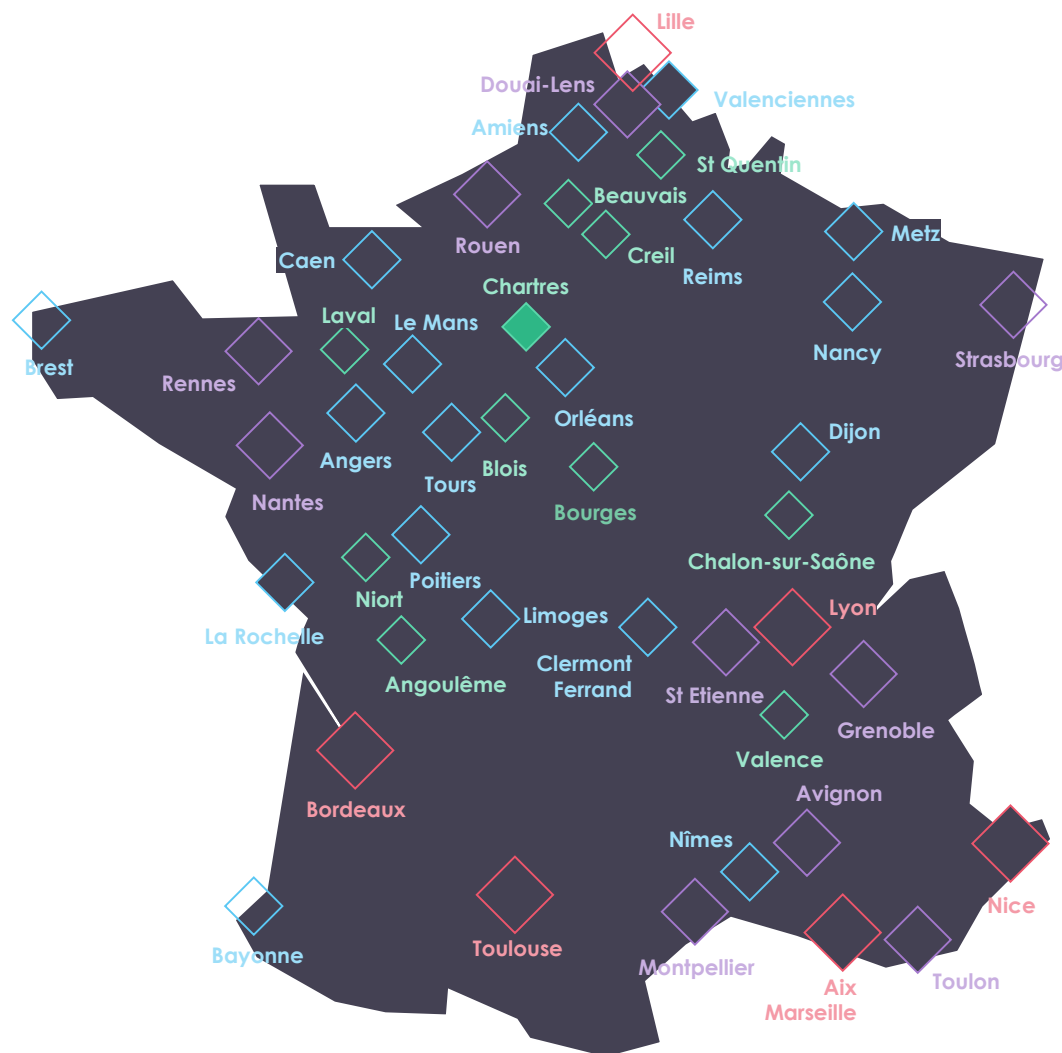 Lille
Douai-Lens
Valenciennes
Amiens
St Quentin
Beauvais
Rouen
Creil
Reims
Metz
Caen
Chartres
Laval
Le Mans
Nancy
Strasbourg
Brest
Rennes
Orléans
Dijon
Angers
Tours
Blois
Nantes
Bourges
Chalon-sur-Saône
Poitiers
Niort
Limoges
Lyon
La Rochelle
Clermont
Ferrand
Angoulême
St Etienne
Grenoble
Valence
Avignon
Bordeaux
Nîmes
Nice
Toulouse
Bayonne
Montpellier
Toulon
Aix
Marseille